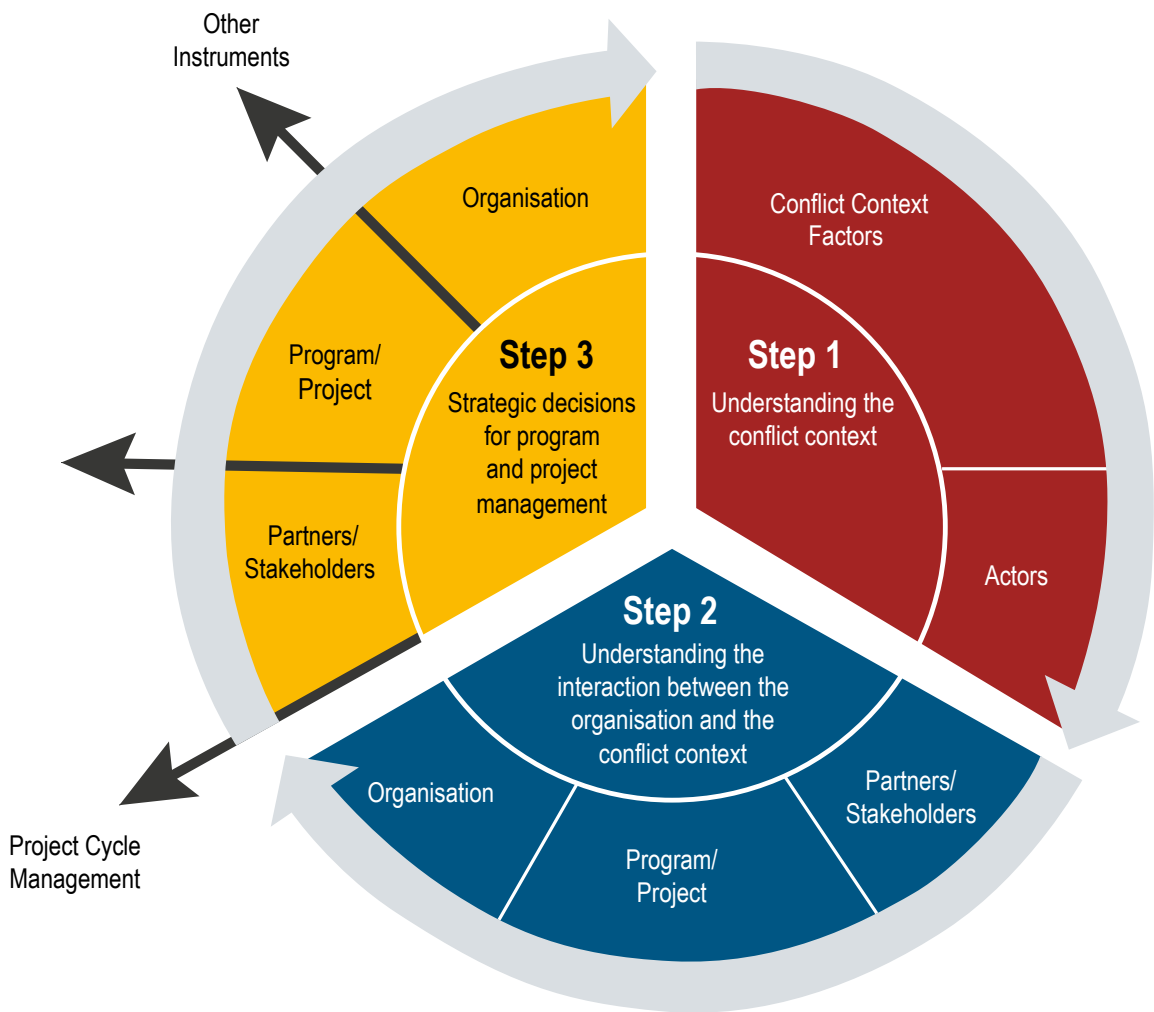 Other
Instruments
Organisation
Program/
Project
Partners/
Stakeholders
Step 3
Strategic decisions
for program
and project
management
Conflict Context
Factors
Step 1
Understanding the
conflict context
Actors
Step 2
Understanding the
interaction between the
organisation and the
conflict context
Organisation
Program/
Project
Partners/
Stakeholders
Project Cycle
Management